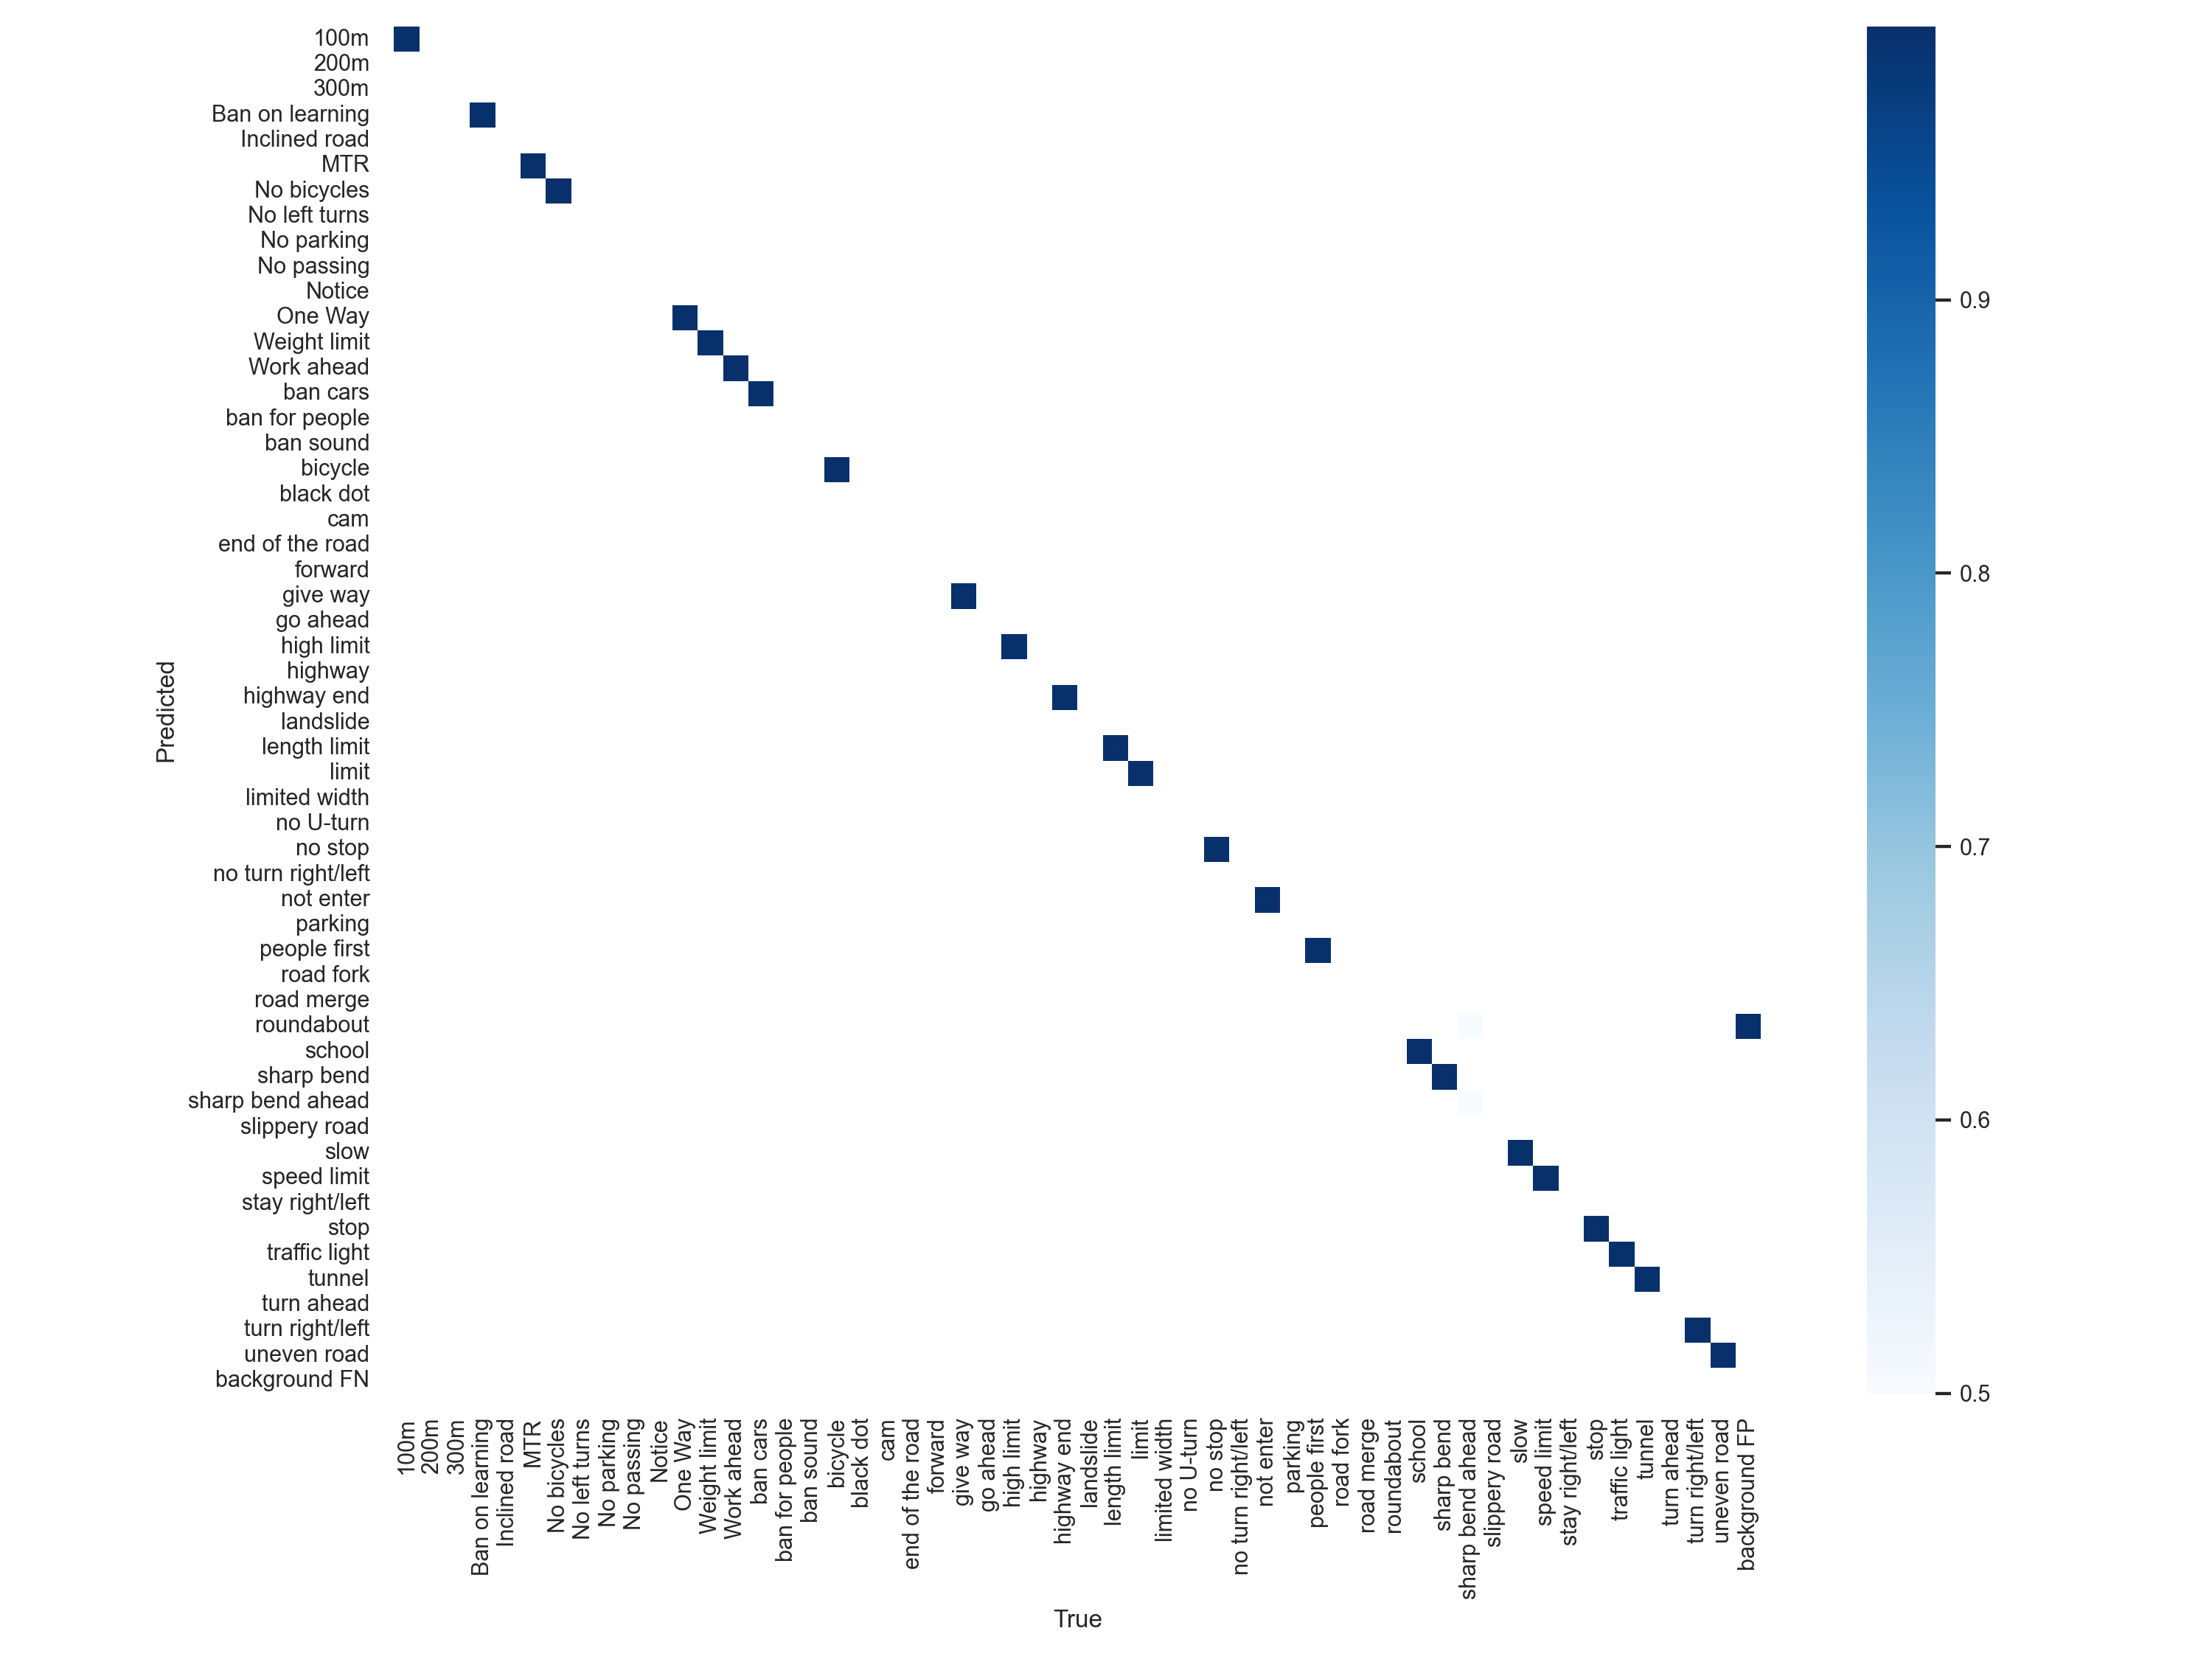 100m
200m
300m
Ban on learning
Inclined road
MTR
No bicycles
No left turns
No parking
No passing
Notice
One Way
Weight limit
Work ahead
ban cars
ban for people
ban sound
bicycle
black dot
cam
end of the road
forward
give way
go ahead
high limit
highway
highway end
landslide
length limit
limit
limited width
no U-turn
no stop
no turn right/left
not enter
parking
people first
road fork
road merge
roundabout
school
sharp bend
sharp bend ahead
slippery road
slow
speed limit
stay right/left
stop
traffic light
tunnel
turn ahead
turn right/left
uneven road
background FN
Predicted
100m
200m
300m
Ban on learning
Inclined road
MTR
No bicycles
No left turns
No parking
No passing
Notice
One Way
Weight limit
Work ahead
ban cars
ban for people
ban sound
bicycle
black dot
cam
end of the road
forward
give way
go ahead
high limit
highway
highway end
landslide
length limit
limit
limited width
no U-turn
no stop
no turn right/left
not enter
parking
people first
road fork
road merge
roundabout
school
sharp bend
sharp bend ahead
slippery road
slow
speed limit
stay right/left
stop
traffic light
tunnel
turn ahead
turn right/left
uneven road
background FP
True
0.9
0.8
0.7
0.6
0.5